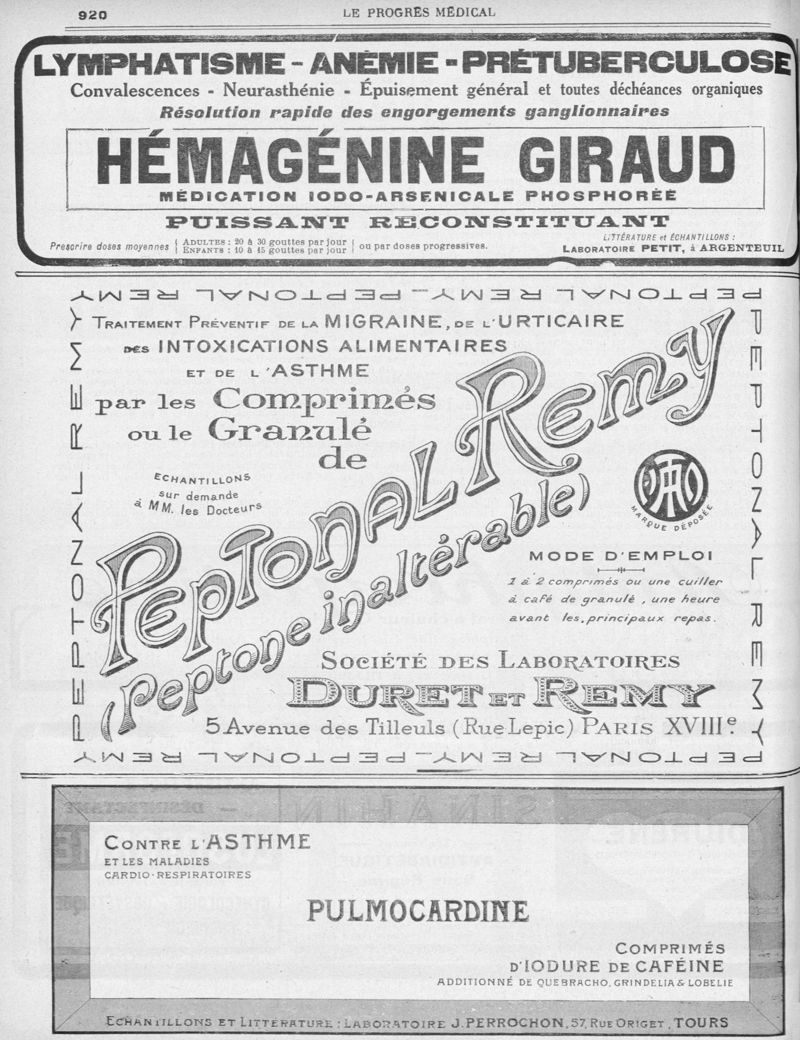 920
LE PROGRÈS MÉDICAL
LYMPHATISME - ANÉMIE - PRÉTUBERCULOSE
Convalescences - Neurasthénie - Épuisement général et toutes déchéances organiques
Résolution rapide des engorgements ganglionnaires
HÉMAGÉNINE GIRAUD
MÉDICATION IODO-ARSENICALE PHOSPHORÉE
PUISSANT RECONSTITUANT
Prescrire doses moyennes { ADULTES : 20 à 30 gouttes par jour } ou par doses progressives.
{ ENFANTS : 10 à 15 gouttes par jour }
LITTÉRATURE et ÉCHANTILLONS :
LABORATOIRE PETIT, à ARGENTEUIL
PEPTONAL REMY_PEPTONAL REMY
PEPTONAL REMY
PEPTONAL REMY
TRAITEMENT PRÉVENTIF DE LA MIGRAINE, DE L'URTICAIRE
DES INTOXICATIONS ALIMENTAIRES
ET DE L'ASTHME
par les Comprimés
ou le Granulé
de
ECHANTILLONS
sur demande
à MM. les Docteurs
PEPTONAL REMY
(Peptone inaltérable)
MARQUE DÉPOSÉE
MODE D'EMPLOI
1 à 2 comprimés ou une cuiller
à café de granulé, une heure
avant les, principaux repas.
SOCIÉTÉ DES LABORATOIRES
DURET ET REMY
5 Avenue des Tilleuls (Rue Lepic) PARIS XVIIIe.
PEPTONAL REMY_PEPTONAL REMY
CONTRE L'ASTHME
ET LES MALADIES
CARDIO-RESPIRATOIRES
PULMOCARDINE
COMPRIMÉS
D'IODURE DE CAFÉINE
ADDITIONNÉ DE QUEBRACHO, GRINDELIA & LOBELIE
ECHANTILLONS ET LITTÉRATURE : LABORATOIRE J. PERROCHON, 57, RUE ORIGET, TOURS